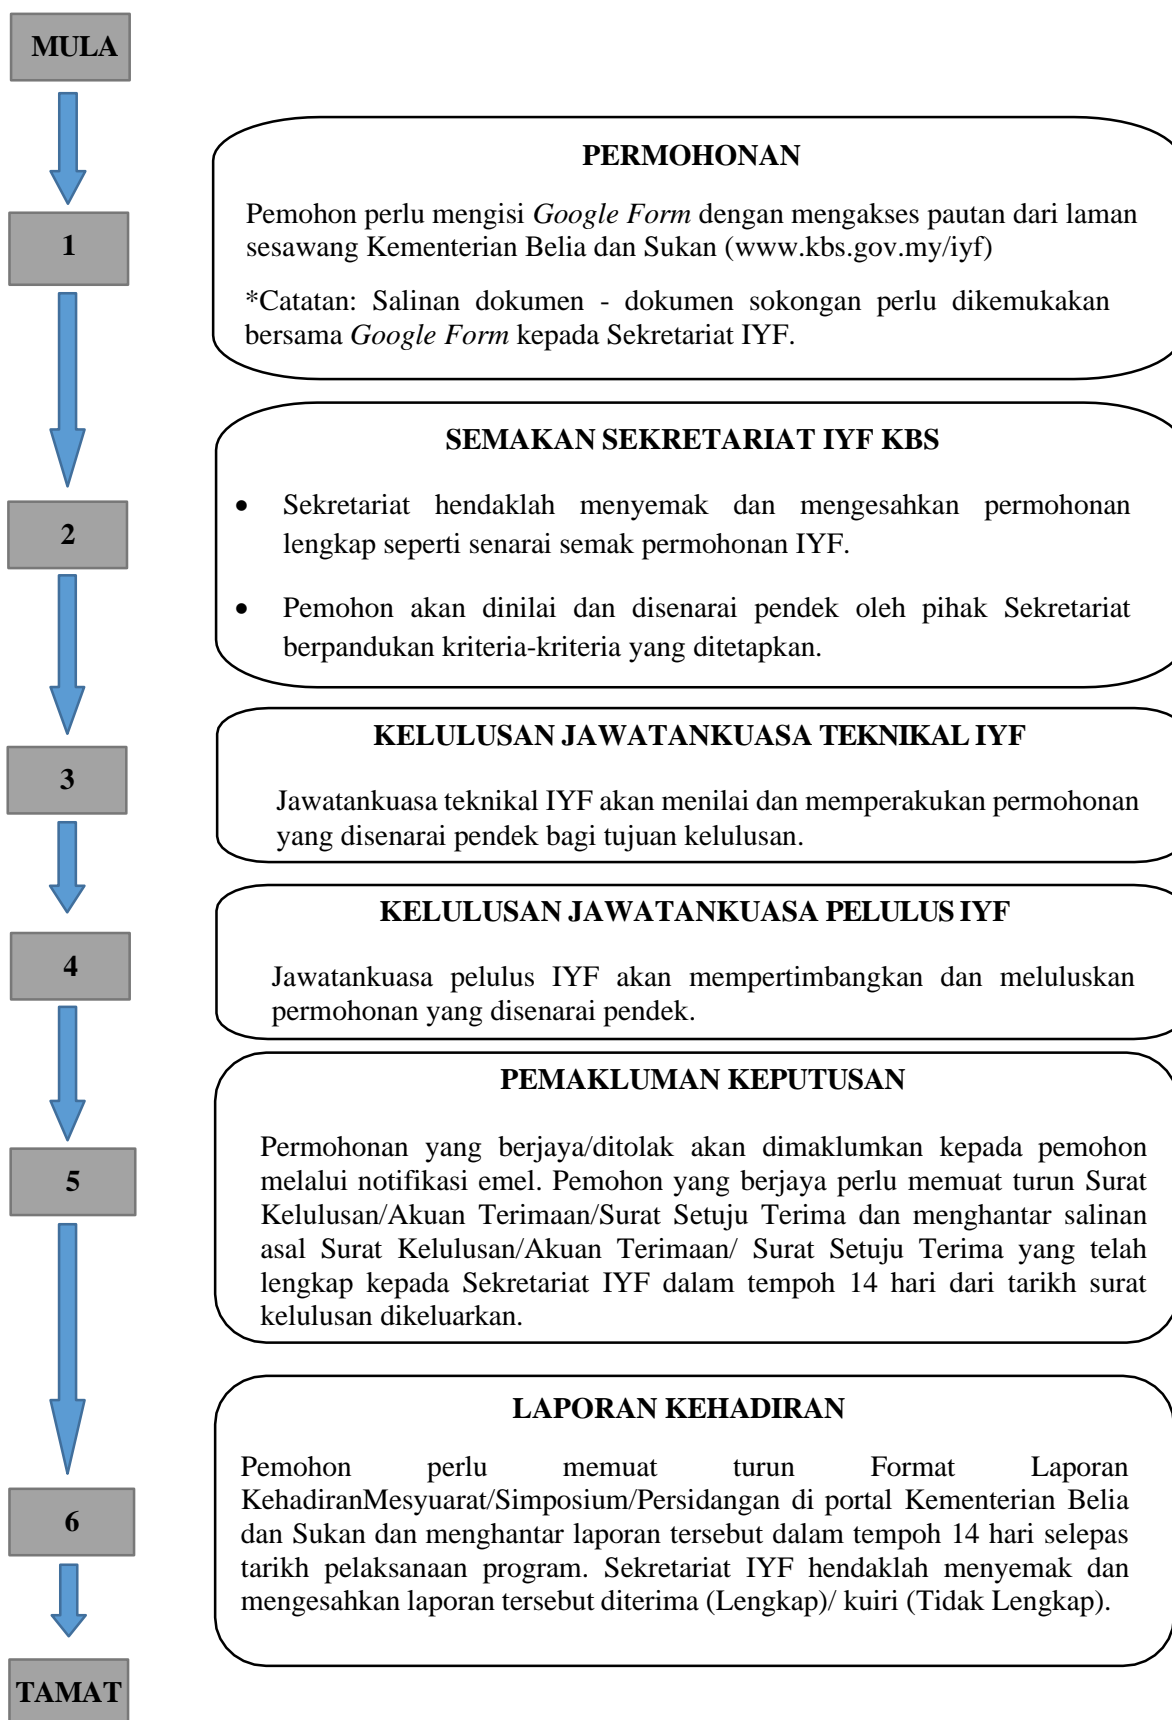 MULA
PERMOHONAN
Pemohon perlu mengisi Google Form dengan mengakses pautan dari laman
sesawang Kementerian Belia dan Sukan (www.kbs.gov.my/iyf)
1
*Catatan: Salinan dokumen - dokumen sokongan perlu dikemukakan
bersama Google Form kepada Sekretariat IYF.
SEMAKAN SEKRETARIAT IYF KBS
• Sekretariat hendaklah menyemak dan mengesahkan permohonan
lengkap seperti senarai semak permohonan IYF.
2
• Pemohon akan dinilai dan disenarai pendek oleh pihak Sekretariat
berpandukan kriteria-kriteria yang ditetapkan.
KELULUSAN JAWATANKUASA TEKNIKAL IYF
3
Jawatankuasa teknikal IYF akan menilai dan memperakukan permohonan
yang disenarai pendek bagi tujuan kelulusan.
KELULUSAN JAWATANKUASA PELULUS IYF
4
Jawatankuasa pelulus IYF akan mempertimbangkan dan meluluskan
permohonan yang disenarai pendek.
PEMAKLUMAN KEPUTUSAN
5
Permohonan yang berjaya/ditolak akan dimaklumkan kepada pemohon
melalui notifikasi emel. Pemohon yang berjaya perlu memuat turun Surat
Kelulusan/Akuan Terimaan/Surat Setuju Terima dan menghantar salinan
asal Surat Kelulusan/Akuan Terimaan/ Surat Setuju Terima yang telah
lengkap kepada Sekretariat IYF dalam tempoh 14 hari dari tarikh surat
kelulusan dikeluarkan.
LAPORAN KEHADIRAN
6
Pemohon perlu memuat turun Format Laporan
KehadiranMesyuarat/Simposium/Persidangan di portal Kementerian Belia
dan Sukan dan menghantar laporan tersebut dalam tempoh 14 hari selepas
tarikh pelaksanaan program. Sekretariat IYF hendaklah menyemak dan
mengesahkan laporan tersebut diterima (Lengkap)/ kuiri (Tidak Lengkap).
TAMAT